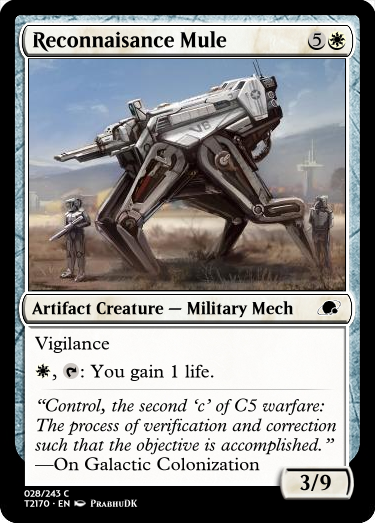 Reconnaisance Mule 5
V6
Artifact Creature — Military Mech
Vigilance
, : You gain 1 life.
“Control, the second ‘c’ of C5 warfare:
The process of verification and correction
such that the objective is accomplished.”
—On Galactic Colonization
3/9
028/243 C
T2170 • EN PRABHUDK